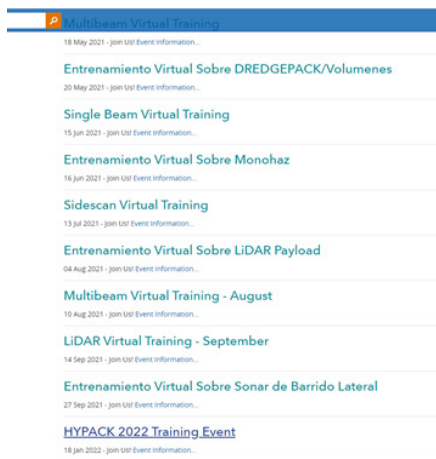 Multibeam Virtual Training
18 May 2021 - Join Us! Event Information...
Entrenamiento Virtual Sobre DREDGEPACK/Volumenes
20 May 2021 - Join Us! Event Information...
Single Beam Virtual Training
15 Jun 2021 - Join Us! Event Information...
Entrenamiento Virtual Sobre Monohaz
16 Jun 2021 - Join Us! Event Information...
Sidescan Virtual Training
13 Jul 2021 - Join Us! Event Information...
Entrenamiento Virtual Sobre LiDAR Payload
04 Aug 2021 - Join Us! Event Information...
Multibeam Virtual Training - August
10 Aug 2021 - Join Us! Event Information...
LiDAR Virtual Training - September
14 Sep 2021 - Join Us! Event Information...
Entrenamiento Virtual Sobre Sonar de Barrido Lateral
27 Sep 2021 - Join Us! Event Information...
HYPACK 2022 Training Event
18 Jan 2022 - Join Us! Event Information...